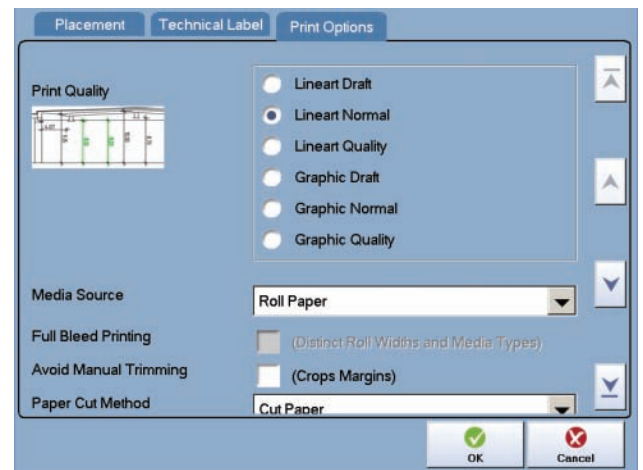 Placement Technical Label Print Options
Print Quality
Lineart Draft
Lineart Normal
Lineart Quality
Graphic Draft
Graphic Normal
Graphic Quality
Media Source Roll Paper
Full Bleed Printing (Distinct Roll Widths and Media Types)
Avoid Manual Trimming (Crops Margins)
Paper Cut Method Cut Paper
OK Cancel